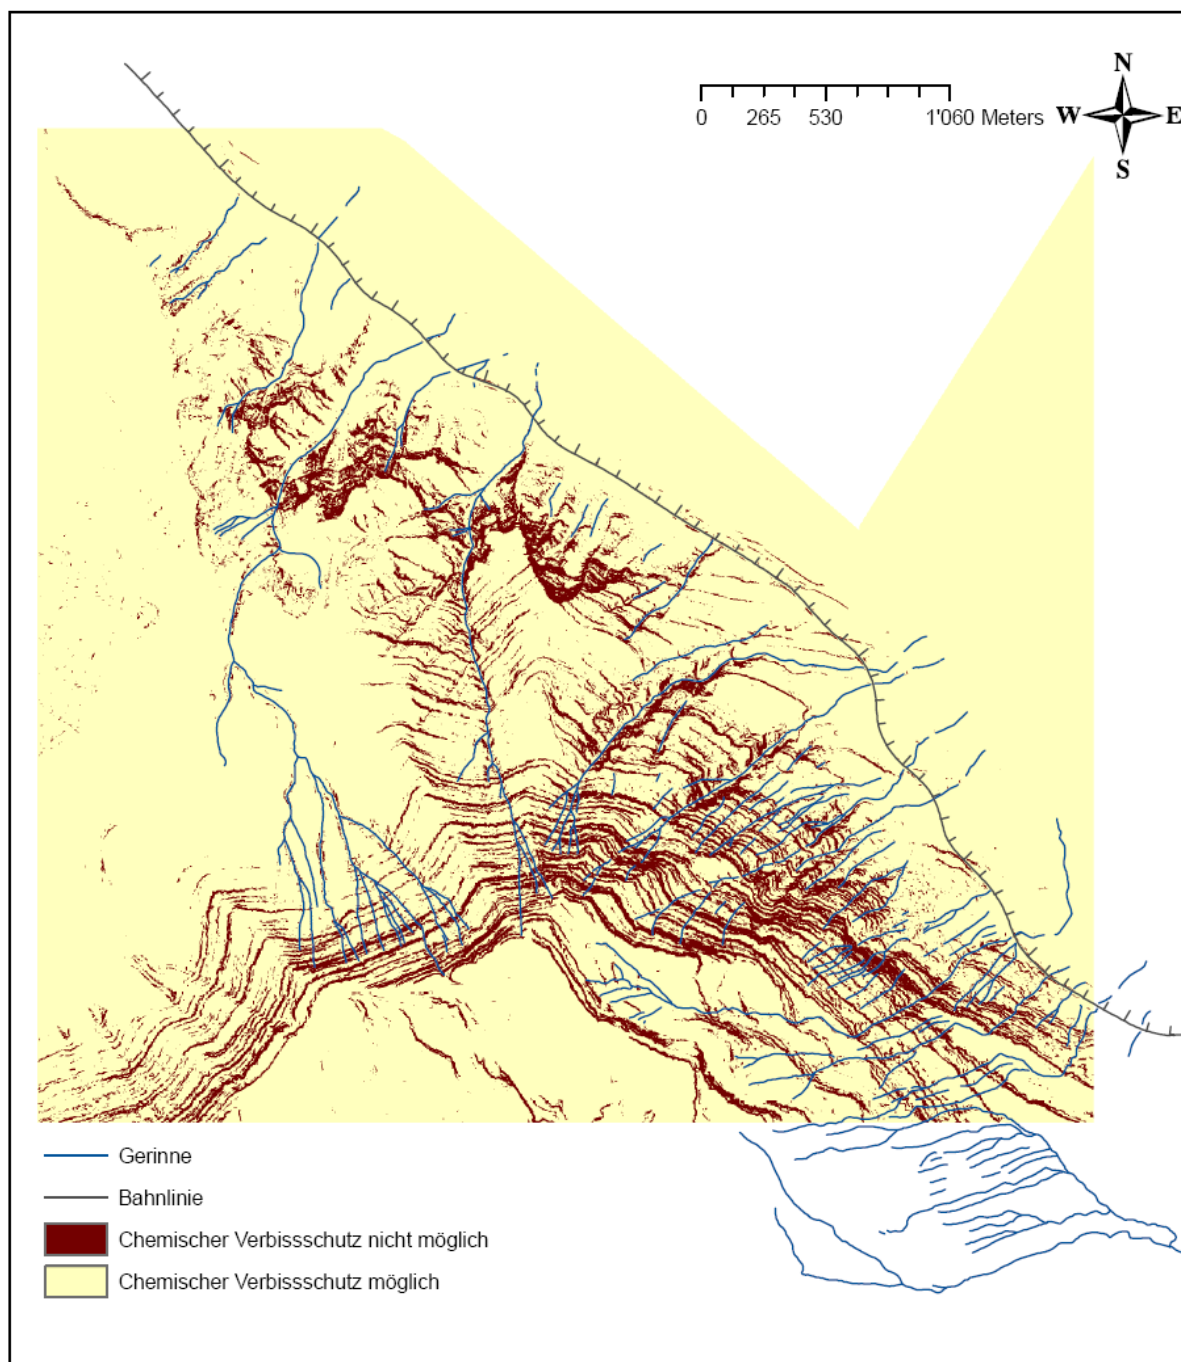 N
0 265 530 1'060 Meters W E
S
Gerinne
Bahnlinie
Chemischer Verbissschutz nicht möglich
Chemischer Verbissschutz möglich